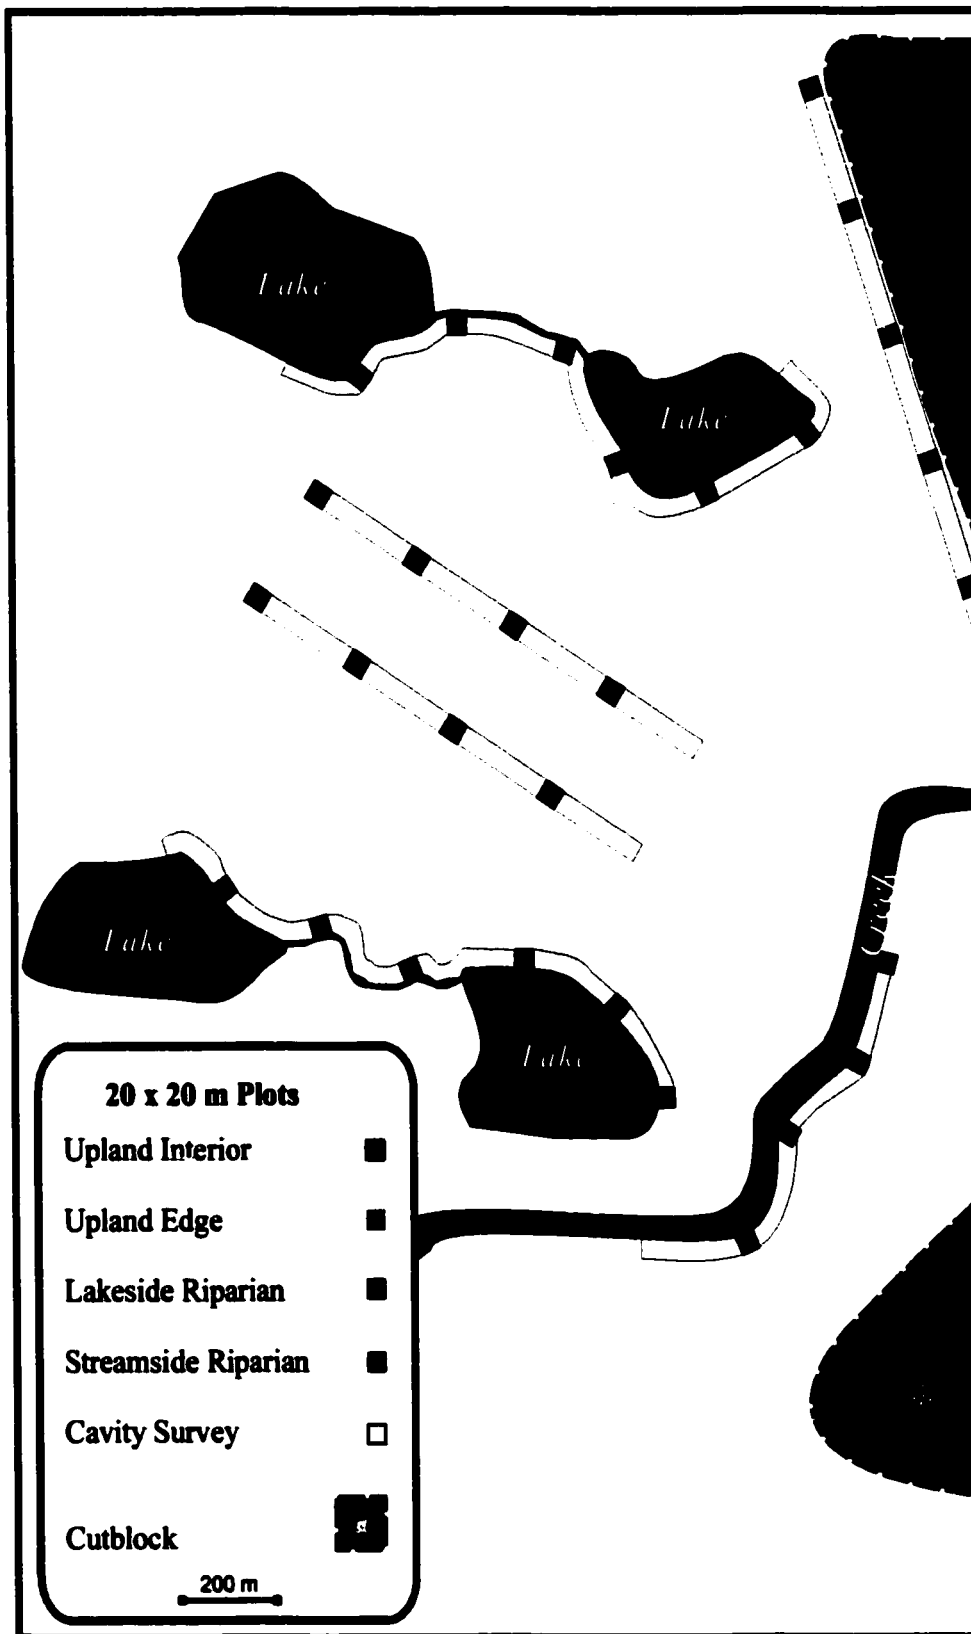 Lake
Lake
Lake
Lake
20 x 20 m Plots
Upland Interior
Upland Edge
Lakeside Riparian
Streamside Riparian
Cavity Survey
Cutblock
200 m